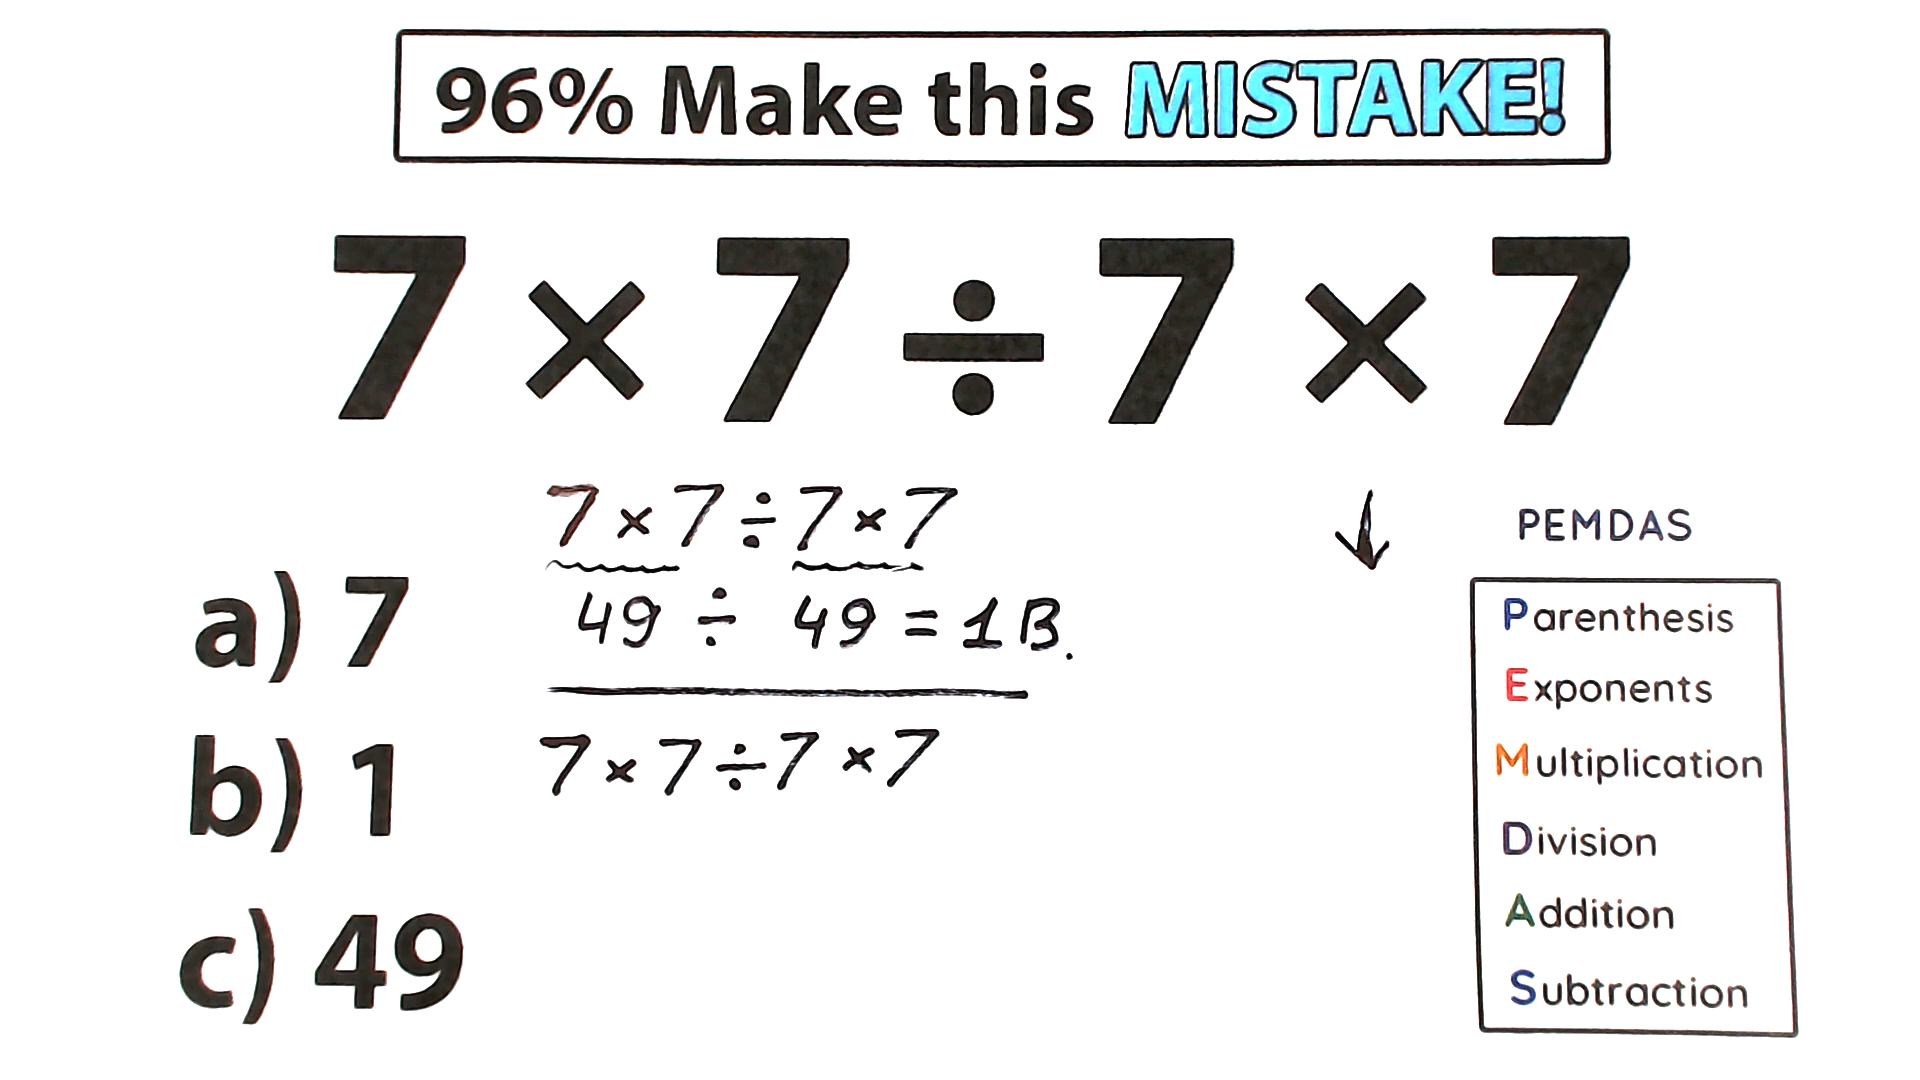 96% Make this MISTAKE!
7 × 7 ÷ 7 × 7
7 × 7 ÷ 7 × 7
49 ÷ 49 = 1 B.
7 × 7 ÷ 7 × 7
a) 7
b) 1
c) 49
PEMDAS
Parenthesis
Exponents
Multiplication
Division
Addition
Subtraction